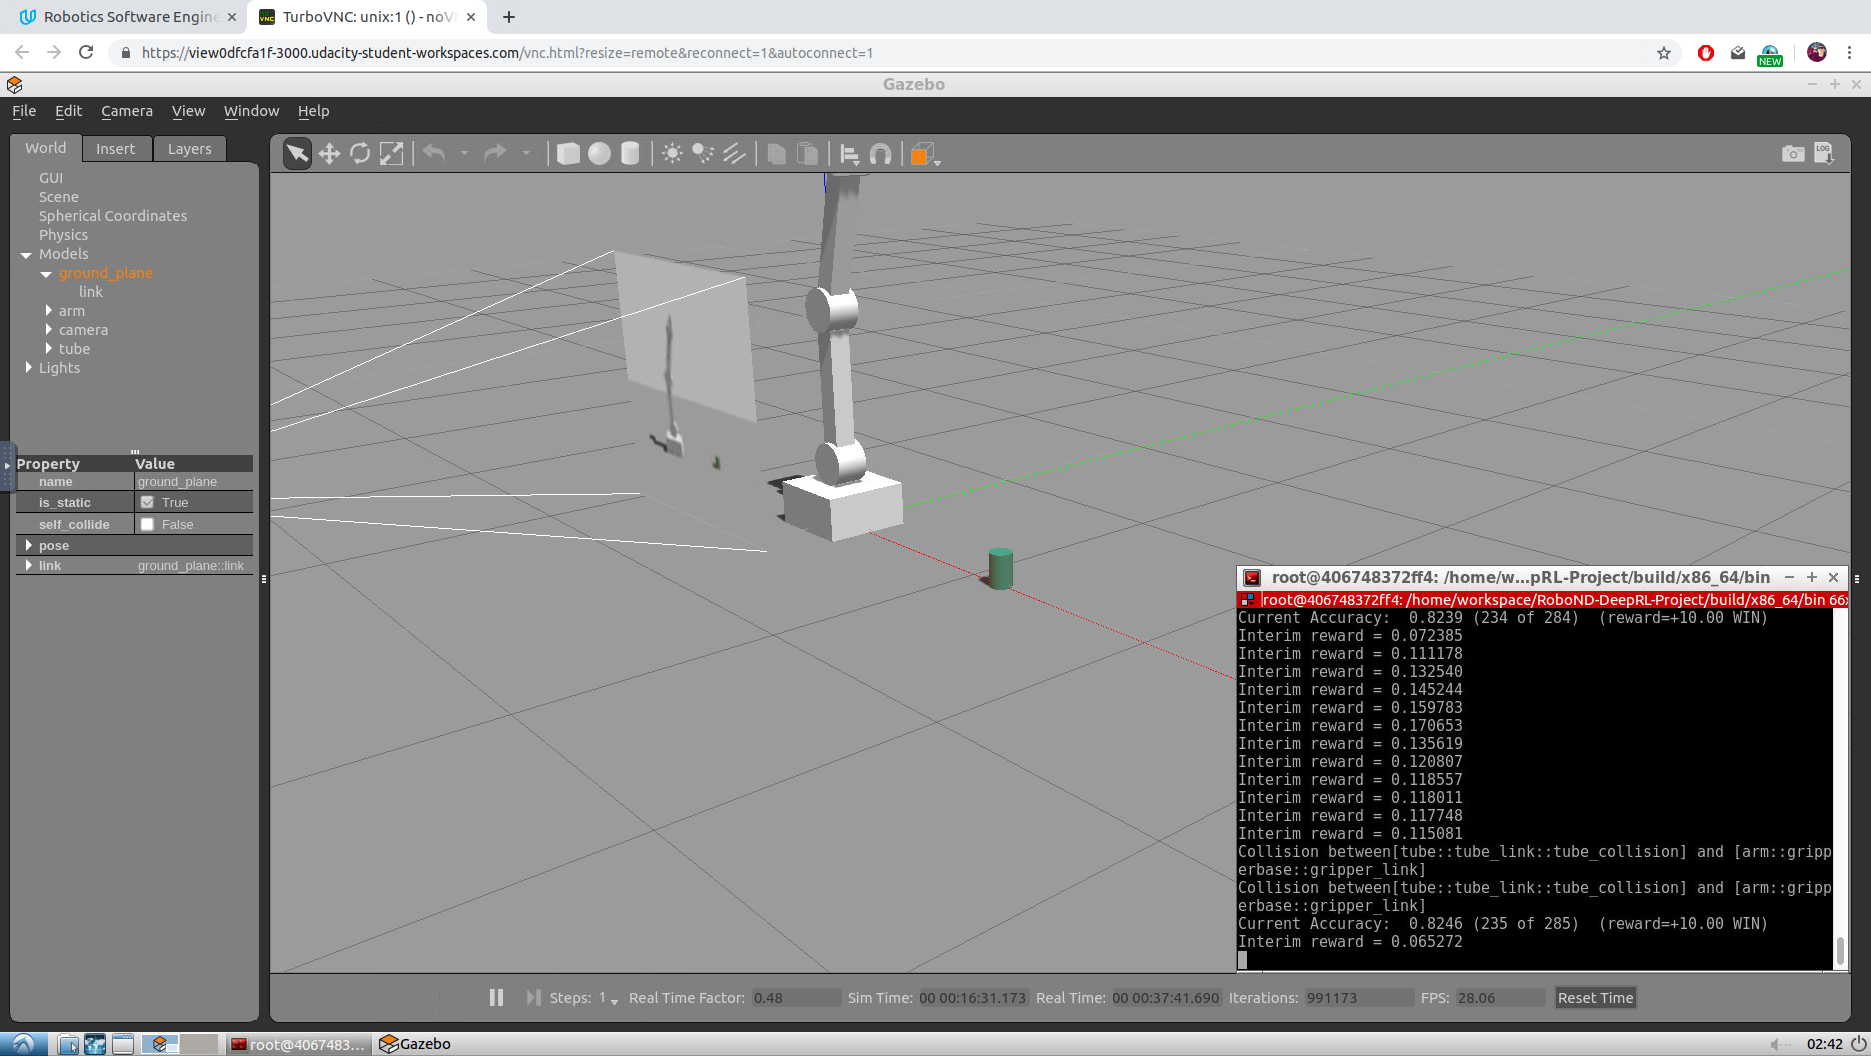 Robotics Software Engine
TurboVNC: unix:1 () - noV
https://view0dfcfa1f-3000.udacity-student-workspaces.com/vnc.html?resize=remote&reconnect=1&autoconnect=1
NEW
Gazebo
File Edit Camera View Window Help
World Insert Layers
LOG
GUI
Scene
Spherical Coordinates
Physics
Models
ground_plane
link
arm
camera
tube
Lights
Property Value
name ground_plane
is_static True
self_collide False
pose
link ground_plane::link
root@406748372ff4: /home/w...pRL-Project/build/x86_64/bin
root@406748372ff4: /home/workspace/RoboND-DeepRL-Project/build/x86_64/bin 66x
Current Accuracy:  0.8239 (234 of 284)  (reward=+10.00 WIN)
Interim reward = 0.072385
Interim reward = 0.111178
Interim reward = 0.132540
Interim reward = 0.145244
Interim reward = 0.159783
Interim reward = 0.170653
Interim reward = 0.135619
Interim reward = 0.120807
Interim reward = 0.118557
Interim reward = 0.118011
Interim reward = 0.117748
Interim reward = 0.115081
Collision between[tube::tube_link::tube_collision] and [arm::gripp
erbase::gripper_link]
Collision between[tube::tube_link::tube_collision] and [arm::gripp
erbase::gripper_link]
Current Accuracy:  0.8246 (235 of 285)  (reward=+10.00 WIN)
Interim reward = 0.065272
Steps: 1 Real Time Factor: 0.48 Sim Time: 00 00:16:31.173 Real Time: 00 00:37:41.690 Iterations: 991173 FPS: 28.06 Reset Time
root@4067483... Gazebo 02:42